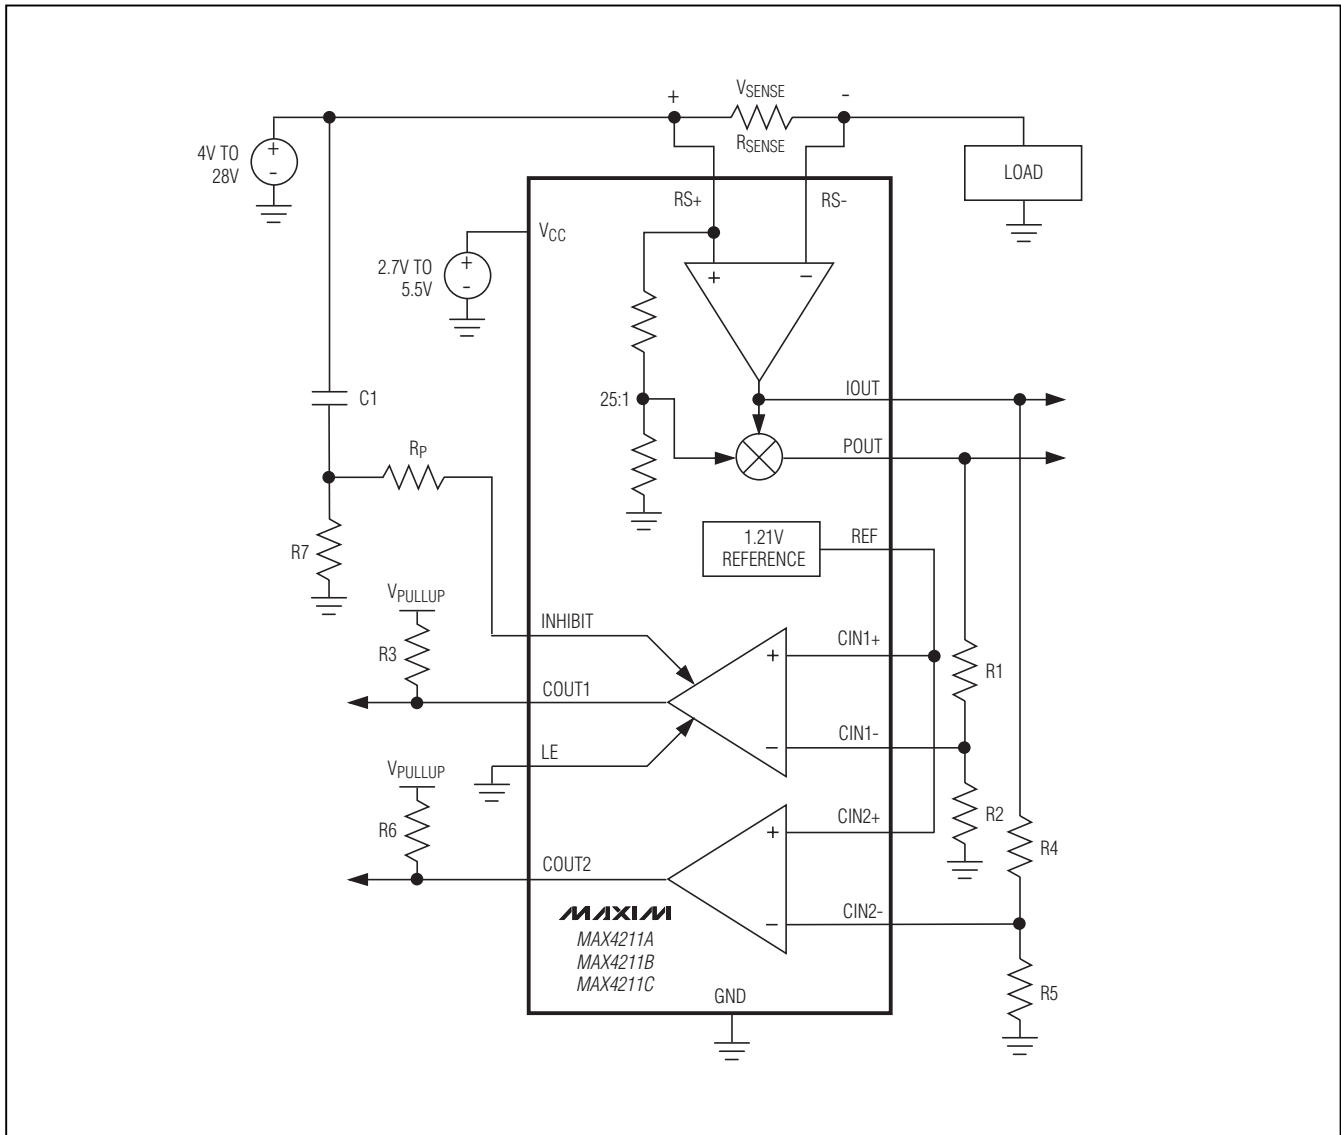 +
VSENSE
-
RSENSE
4V TO
28V
+
-
LOAD
RS+
RS-
VCC
2.7V TO
5.5V
+
-
+
−
C1
25:1
IOUT
RP
POUT
R7
1.21V
REFERENCE
REF
VPULLUP
INHIBIT
CIN1+
R3
+
R1
COUT1
CIN1-
LE
−
VPULLUP
R2
CIN2+
R6
+
R4
COUT2
CIN2-
−
MAXIM
MAX4211A
MAX4211B
MAX4211C
R5
GND